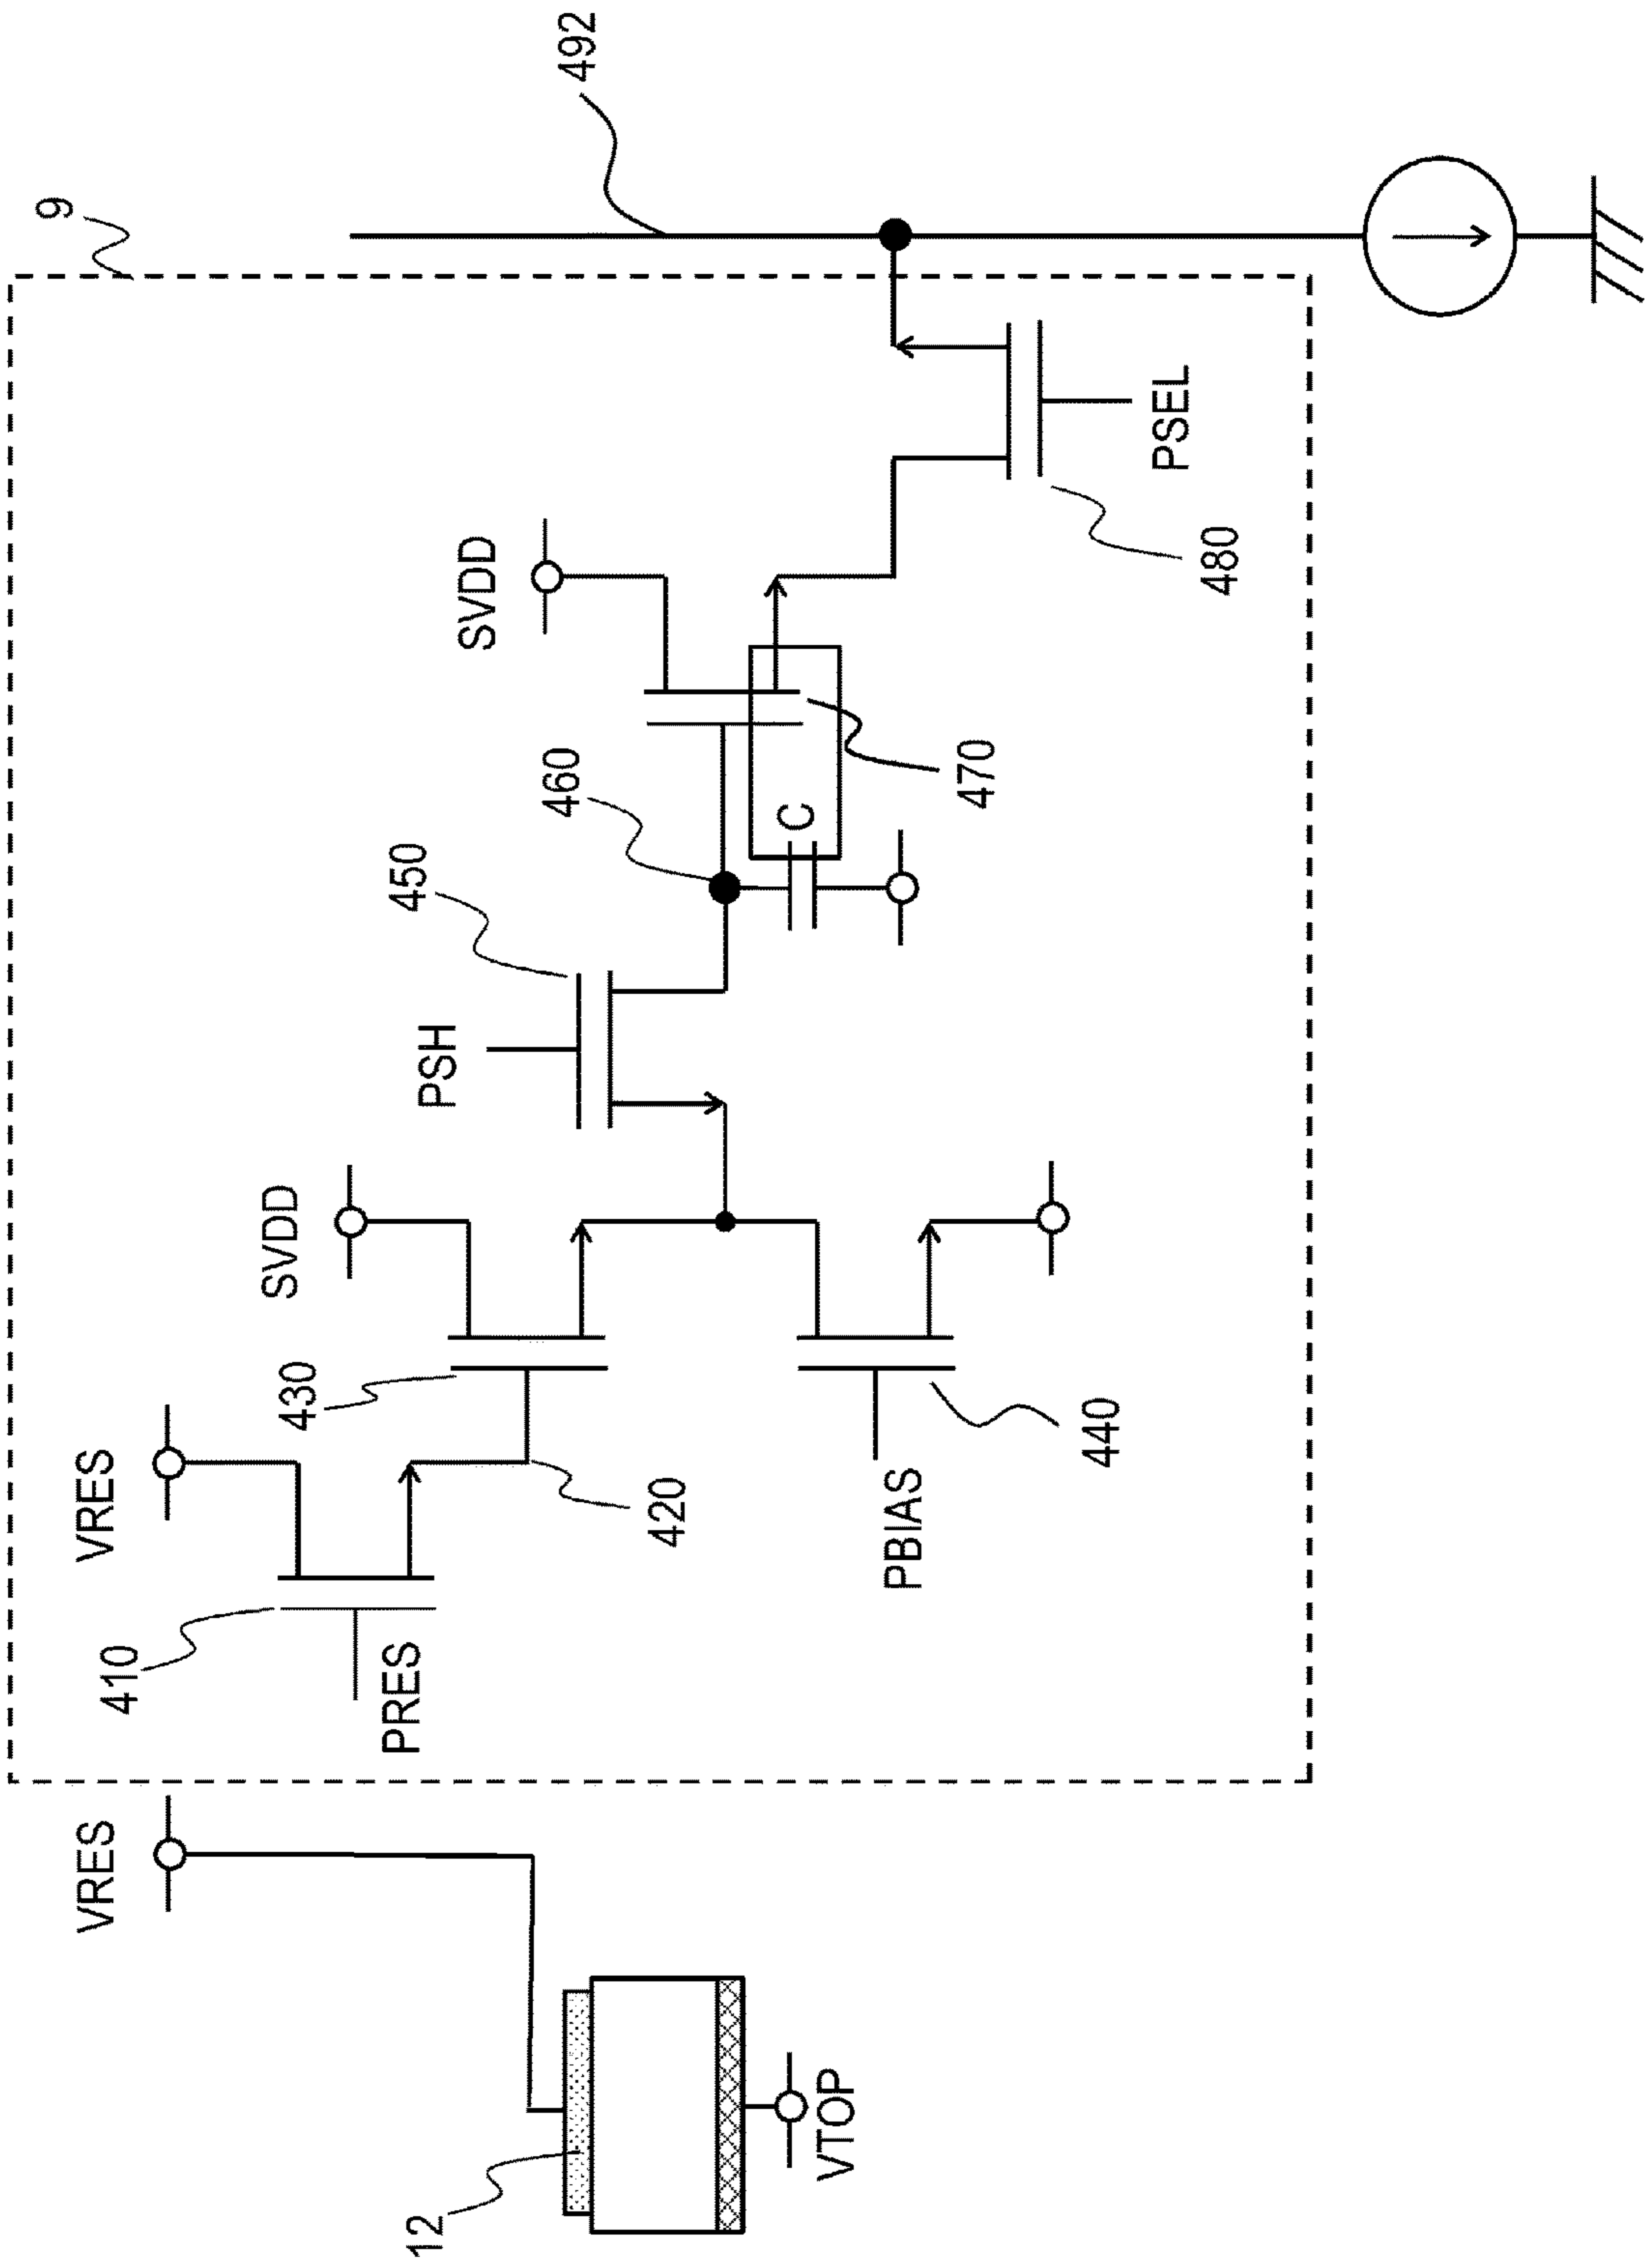 9
492
SVDD
PSEL
480
460
C
470
450
PSH
SVDD
430
VRES
420
440
PBIAS
410
PRES
VRES
12
VTOP